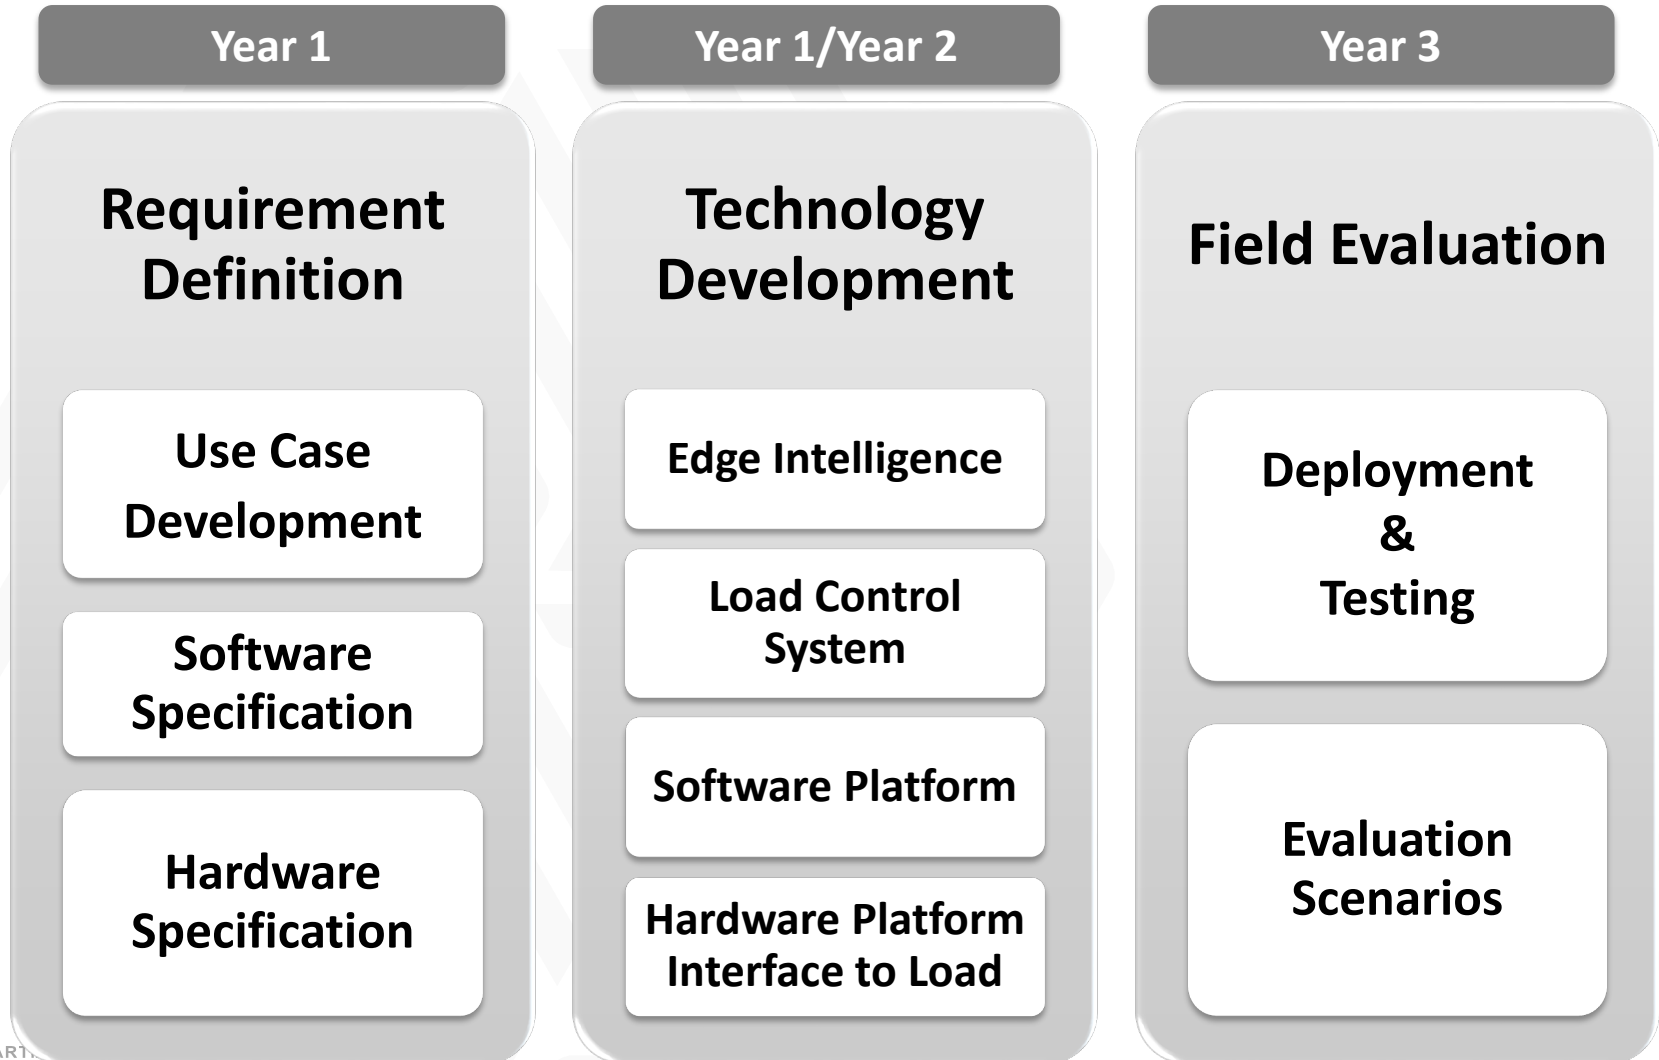 Year 1
Requirement
Definition
Use Case
Development
Software
Specification
Hardware
Specification
Year 1/Year 2
Technology
Development
Edge Intelligence
Load Control
System
Software Platform
Hardware Platform
Interface to Load
Year 3
Field Evaluation
Deployment
&
Testing
Evaluation
Scenarios